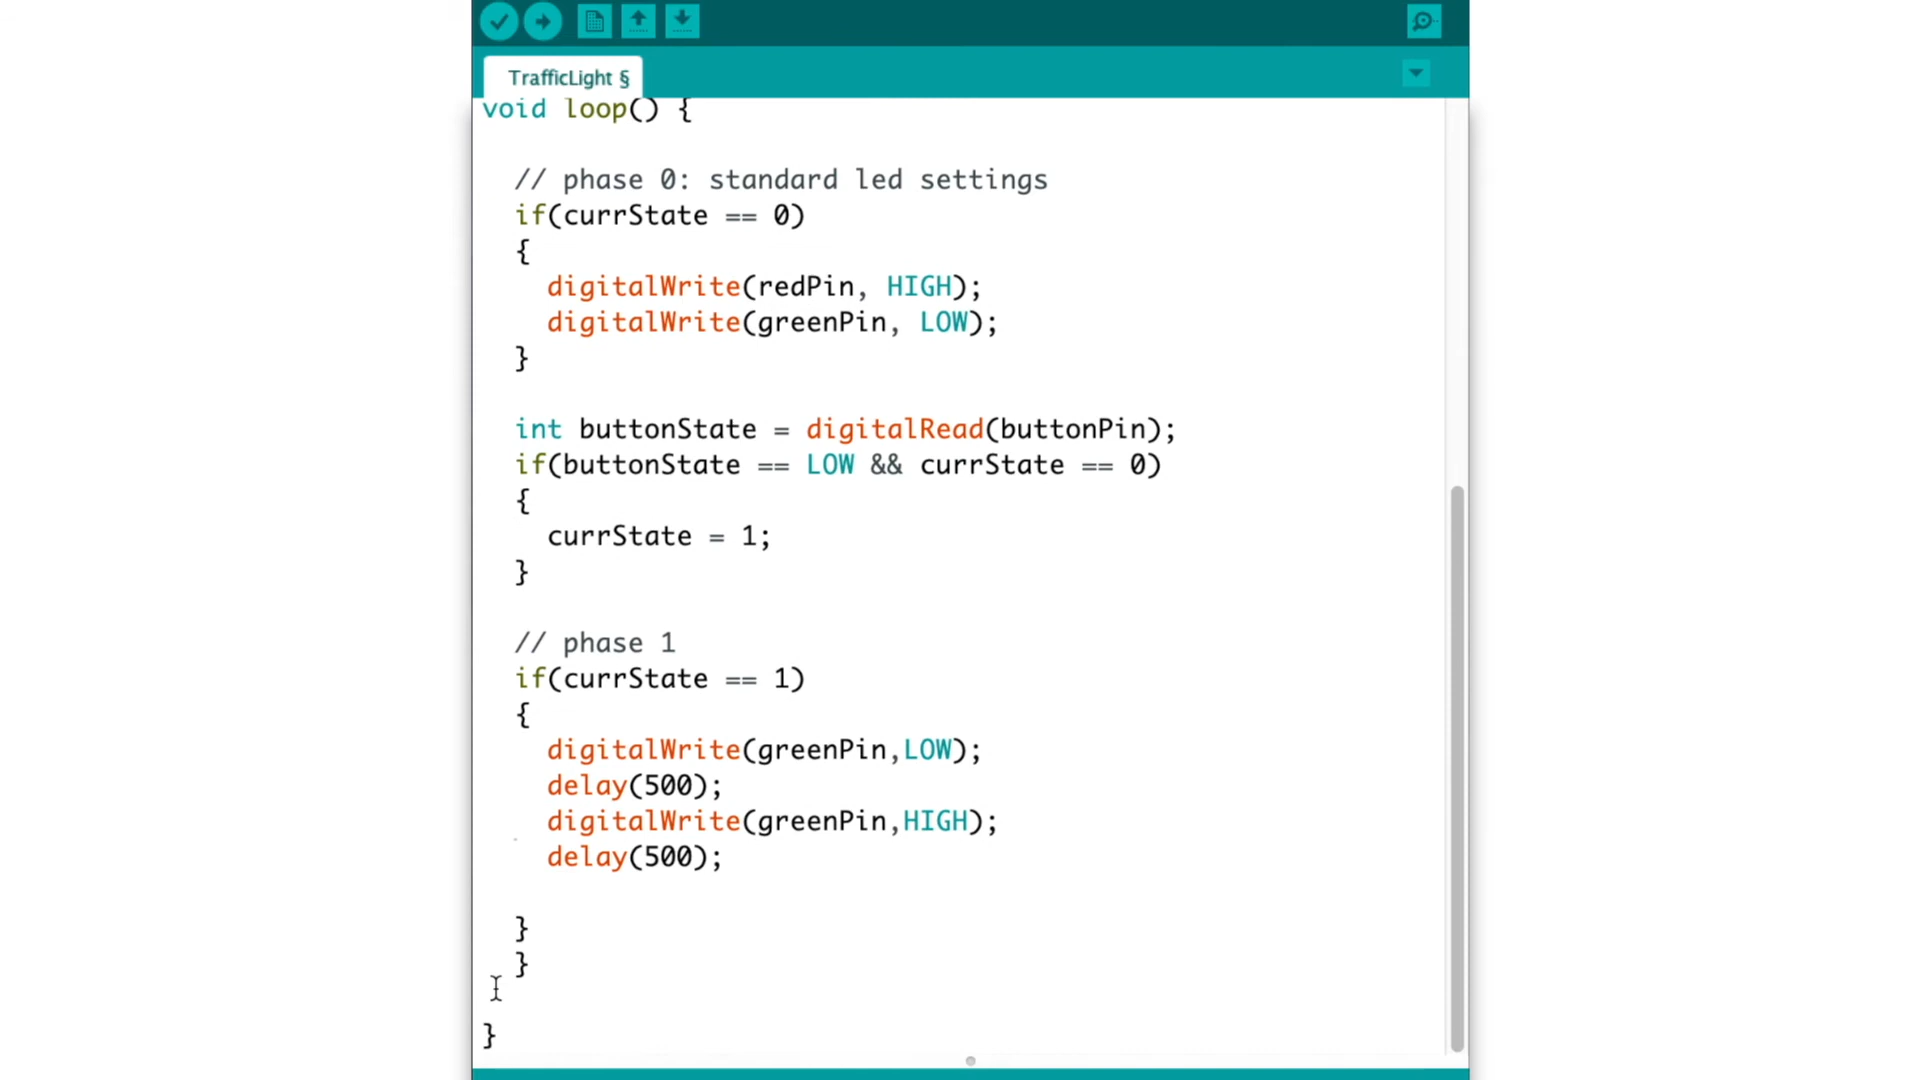 TrafficLight §
void loop() {
// phase 0: standard led settings
if(currState == 0)
{
digitalWrite(redPin, HIGH);
digitalWrite(greenPin, LOW);
}
int buttonState = digitalRead(buttonPin);
if(buttonState == LOW && currState == 0)
{
currState = 1;
}
// phase 1
if(currState == 1)
{
digitalWrite(greenPin,LOW);
delay(500);
digitalWrite(greenPin,HIGH);
delay(500);
}
}
}